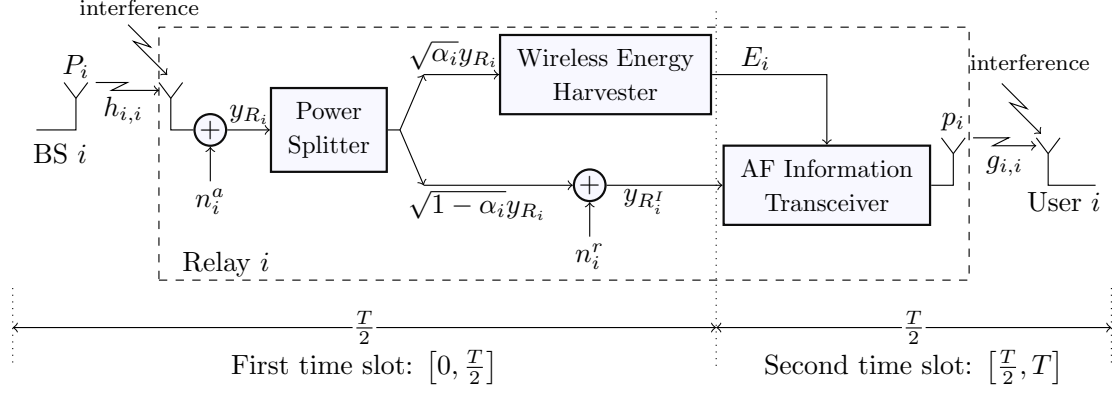 interference
P_i
h_{i,i}
BS i
y_{R_i}
n_i^a
Power
Splitter
√α_i y_{R_i}
√1 − α_i y_{R_i}
Wireless Energy
Harvester
E_i
n_i^r
y_{R_i^I}
AF Information
Transceiver
p_i
interference
g_{i,i}
User i
Relay i
T/2
T/2
First time slot: [0, T/2]
Second time slot: [T/2, T]